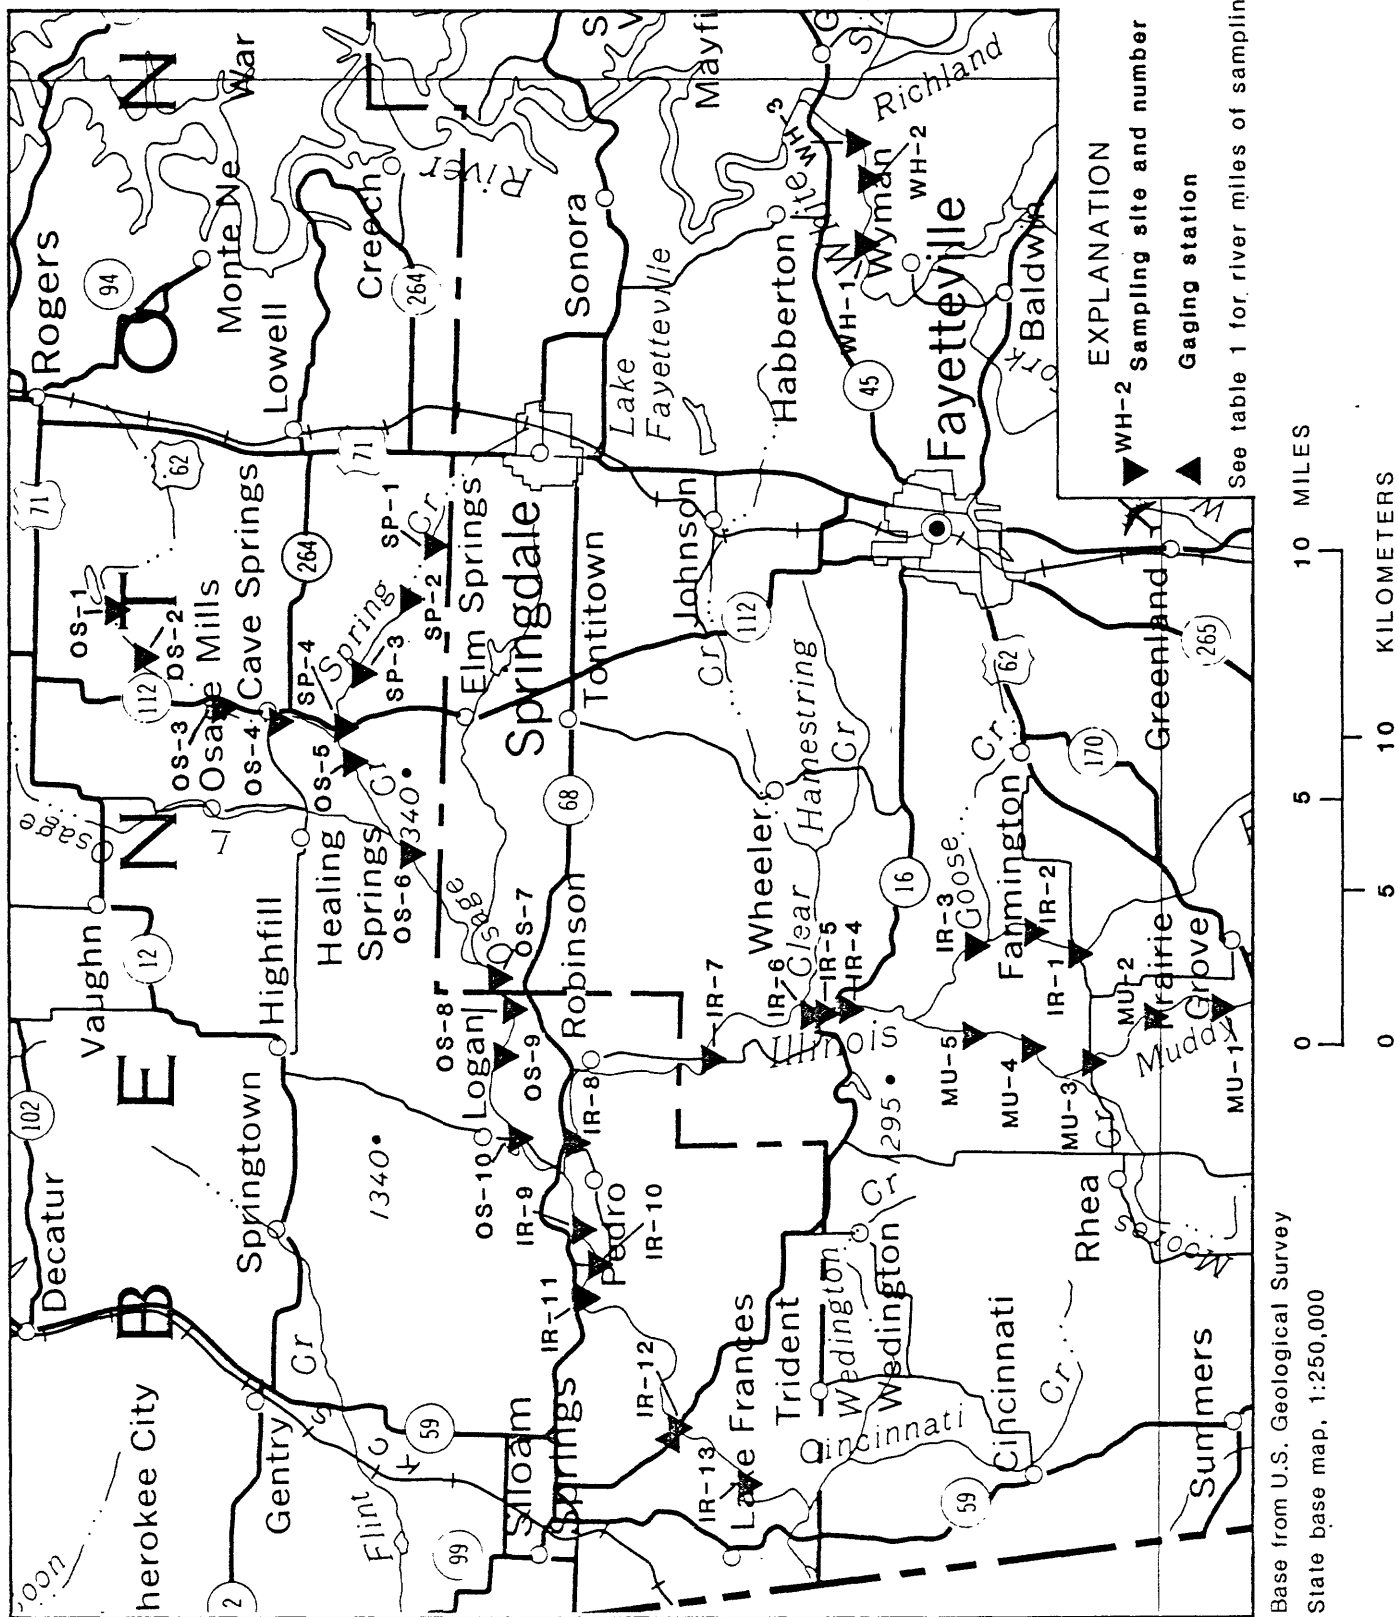 Rogers
94
Monte Ne
War
N
O
71
62
Lowell
Creech
264
River
71
OS-1
T
OS-2
112
OS-3
Osage Mills
Cave Springs
264
OS-4
SP-4
Spring
SP-3
SP-2
SP-1
Cr
OS-5
Cr
1340
Healing
Springs
OS-6
Elm Springs
Springdale
Sonora
Lake
Fayetteville
Mayfi
Osage
N
Vaughn
12
Highfill
Osage
OS-7
68
Tontitown
Robinson
Johnson
Cr
112
Habberton
White
WH-3
Richland
WH-2
Wyman
WH-1
45
Fayetteville
Baldwin
102
Decatur
E
Springtown
1340
Logan
OS-8
OS-9
OS-10
IR-8
IR-9
Pedro
IR-10
IR-11
Wheeler
Hamestring
Cr
Clear
16
IR-7
IR-6
IR-5
IR-4
Illinois
IR-3
Goose
Cr
62
Farmington
IR-2
IR-1
170
Greenland
265
Prairie
Grove
MU-2
MU-5
MU-4
MU-3
Muddy
MU-1
Cr
B
herokee City
Gentry
59
Cr
Flint
2
99
Siloam
Springs
IR-12
IR-13
Lake Frances
Trident
Wedington
Cr
1295
Wedington
Cincinnati
Cr
Cincinnati
59
Rhea
Moores
Summers
EXPLANATION
WH-2 Sampling site and number
Gaging station
See table 1 for river miles of samplin
0 5 10 MILES
0 5 10 KILOMETERS
Base from U.S. Geological Survey
State base map, 1:250,000